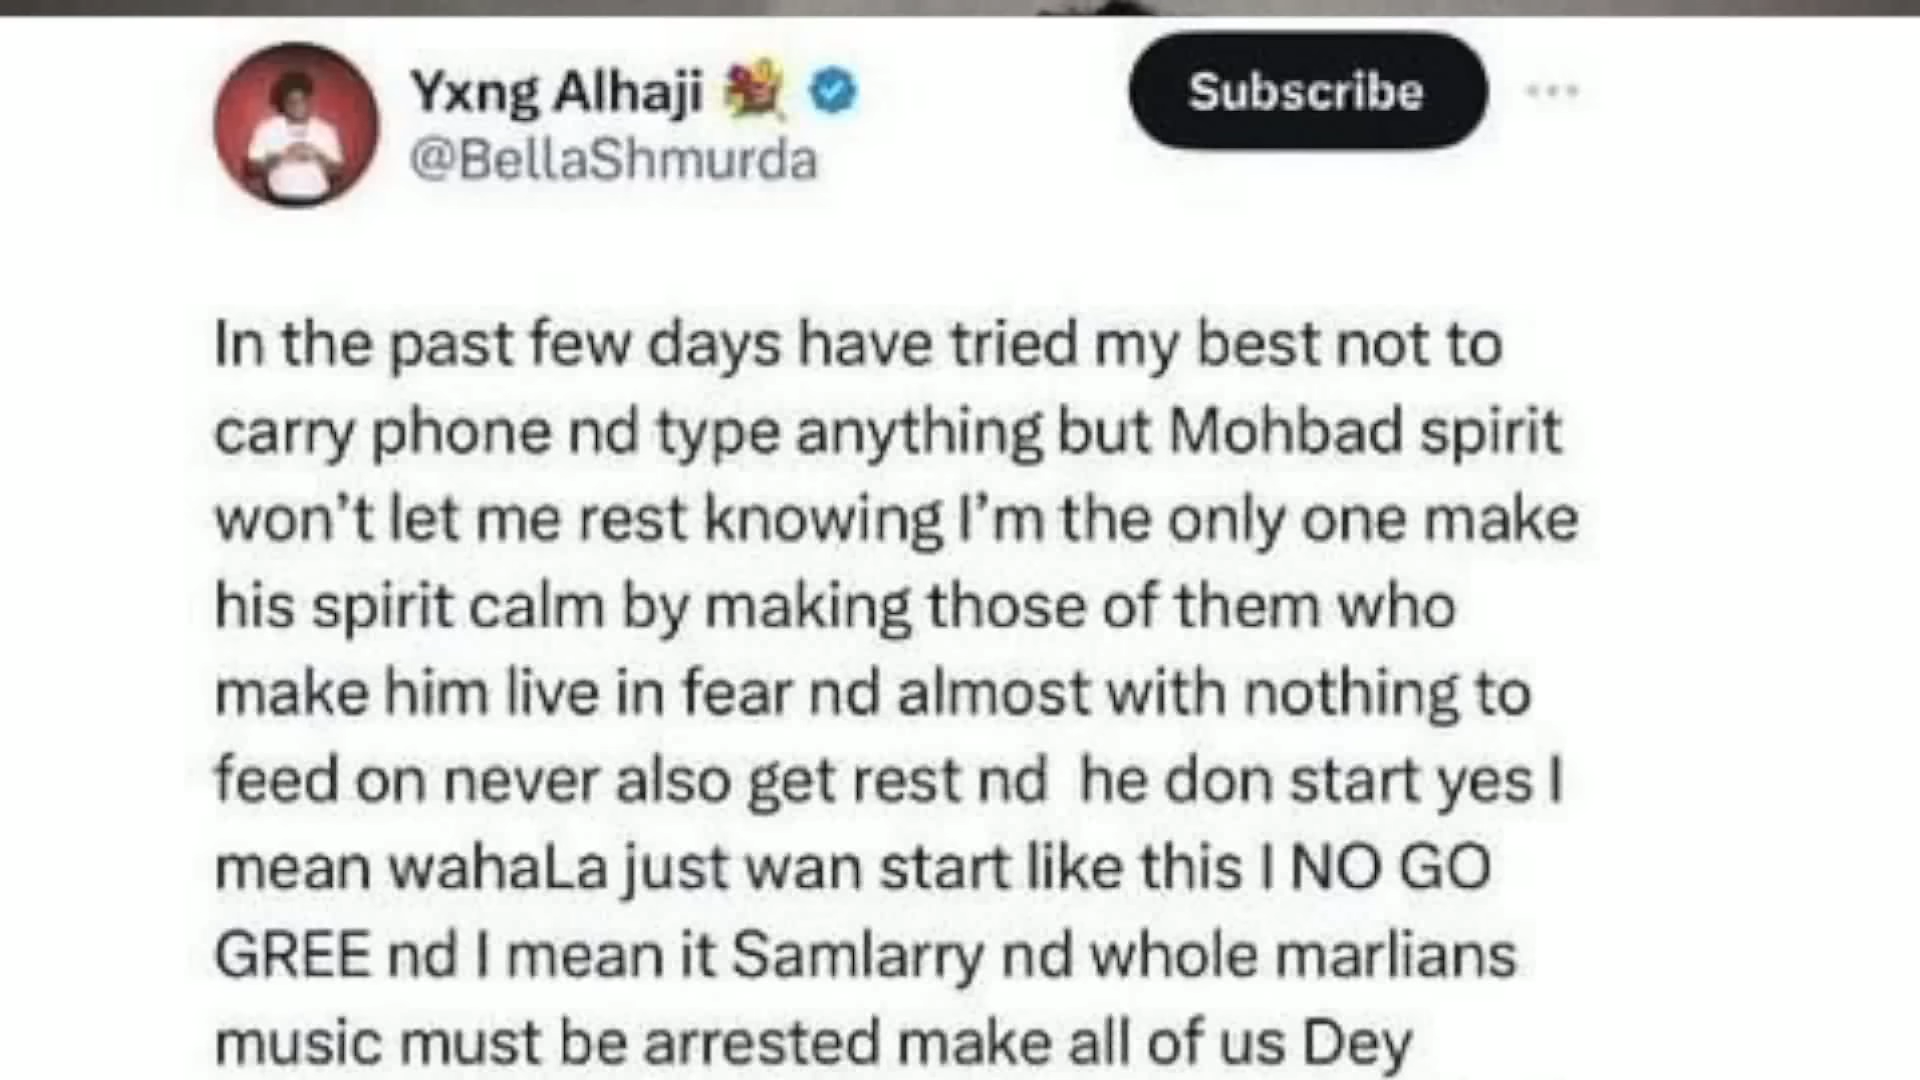 Yxng Alhaji
@BellaShmurda
Subscribe
In the past few days have tried my best not to
carry phone nd type anything but Mohbad spirit
won't let me rest knowing I'm the only one make
his spirit calm by making those of them who
make him live in fear nd almost with nothing to
feed on never also get rest nd  he don start yes I
mean wahaLa just wan start like this I NO GO
GREE nd I mean it Samlarry nd whole marlians
music must be arrested make all of us Dey